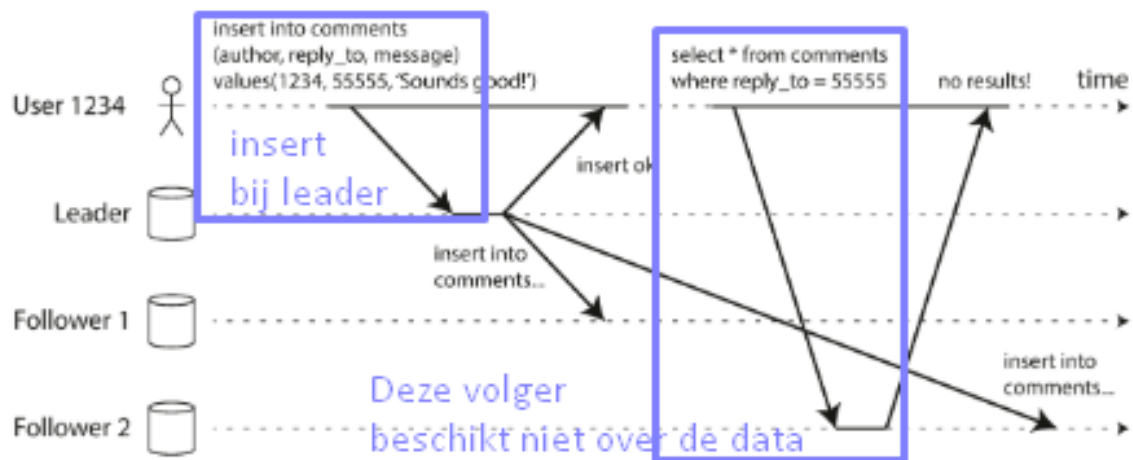 insert into comments
(author, reply_to, message)
values(1234, 55555, 'Sounds good!')
select * from comments
where reply_to = 55555
no results!
time
User 1234
insert
bij leader
insert ok
Leader
insert into
comments...
Follower 1
insert into
comments...
Deze volger
beschikt niet over de data
Follower 2